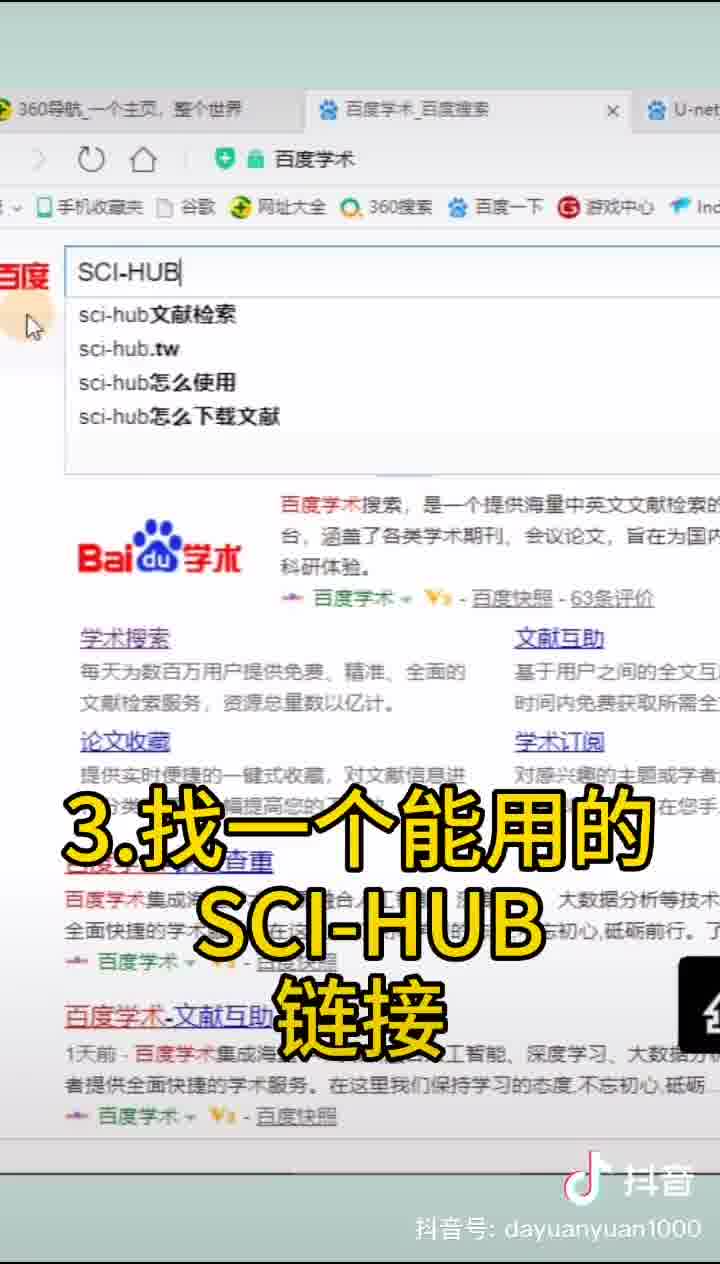 360导航_一个主页，整个世界
百度学术_百度搜索
U-net
百度学术
手机收藏夹
谷歌
网址大全
360搜索
百度一下
游戏中心
百度
SCI-HUB
sci-hub文献检索
sci-hub.tw
sci-hub怎么使用
sci-hub怎么下载文献
百度学术搜索，是一个提供海量中英文文献检索的
台，涵盖了各类学术期刊、会议论文，旨在为国内
科研体验。
Bai du 学术
百度学术 - 百度快照 - 63条评价
学术搜索
每天为数百万用户提供免费、精准、全面的
文献检索服务，资源总量数以亿计。
文献互助
基于用户之间的全文互
时间内免费获取所需全
论文收藏
提供实时便捷的一键式收藏，对文献信息进
学术订阅
对感兴趣的主题或学者
在您手
3.找一个能用的
SCI-HUB
链接
查重
百度学术集成海
大数据分析等技术
全面快捷的学术
忘初心,砥砺前行。
百度学术 - 百度快照
百度学术-文献互助
1天前 - 百度学术集成海
工智能、深度学习、大数据分
者提供全面快捷的学术服务。在这里我们保持学习的态度,不忘初心,砥砺
百度学术 - 百度快照
抖音
抖音号: dayuanyuan1000